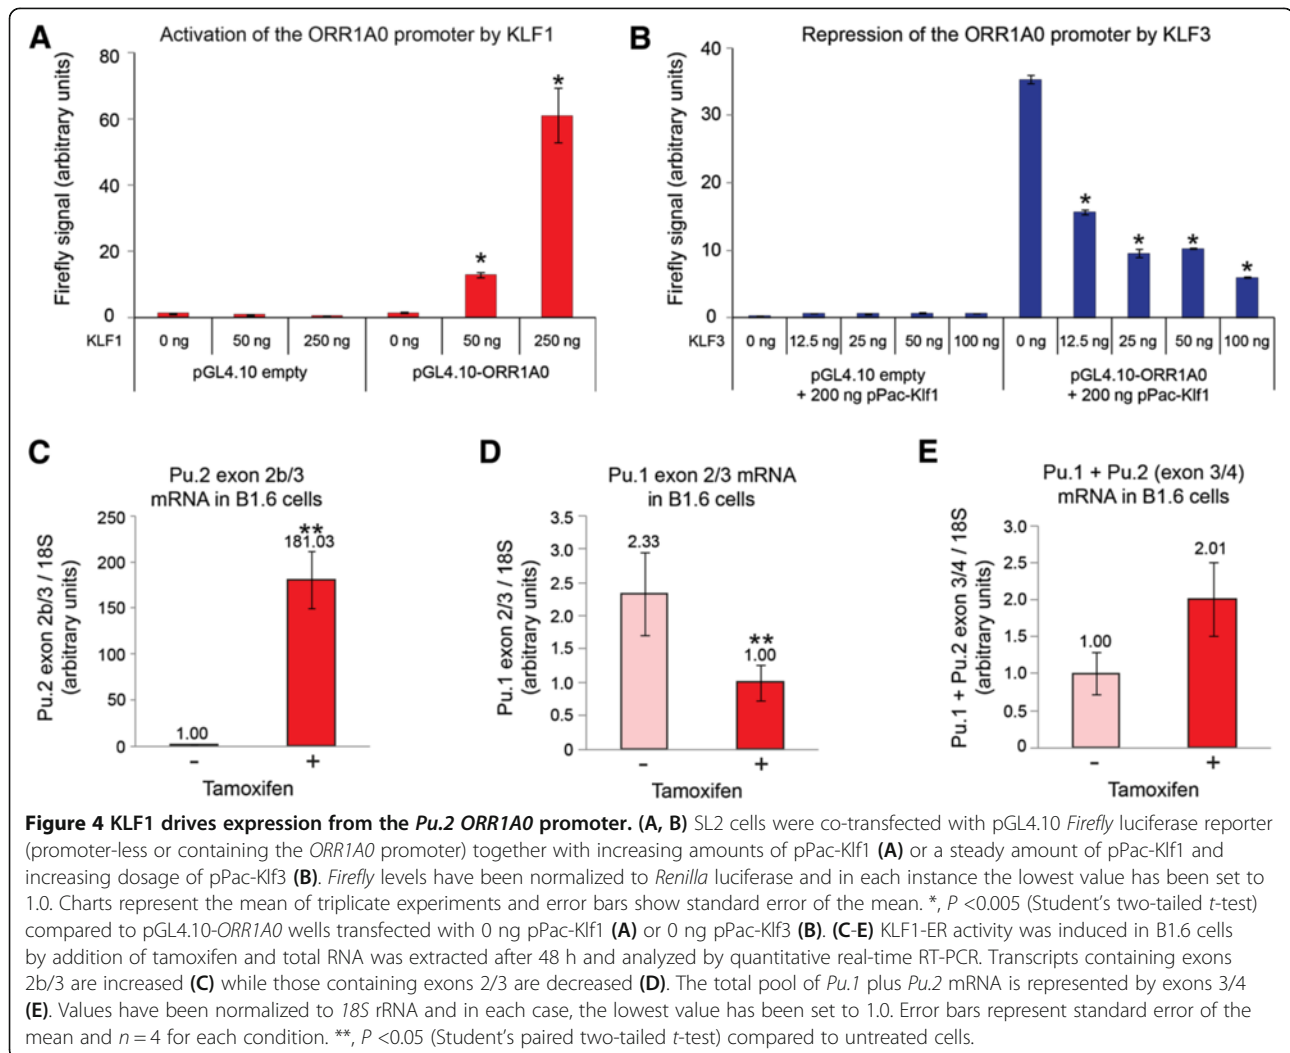 A
Activation of the ORR1A0 promoter by KLF1
Firefly signal (arbitrary units)
80
60
40
20
0
*
*
KLF1
0 ng
50 ng
250 ng
0 ng
50 ng
250 ng
pGL4.10 empty
pGL4.10-ORR1A0
B
Repression of the ORR1A0 promoter by KLF3
Firefly signal (arbitrary units)
40
30
20
10
0
*
*
*
*
KLF3
0 ng
12.5 ng
25 ng
50 ng
100 ng
0 ng
12.5 ng
25 ng
50 ng
100 ng
pGL4.10 empty
+ 200 ng pPac-Klf1
pGL4.10-ORR1A0
+ 200 ng pPac-Klf1
C
Pu.2 exon 2b/3
mRNA in B1.6 cells
Pu.2 exon 2b/3 / 18S
(arbitrary units)
250
200
150
100
50
0
1.00
**
181.03
-
+
Tamoxifen
D
Pu.1 exon 2/3 mRNA
in B1.6 cells
Pu.1 exon 2/3 / 18S
(arbitrary units)
3.5
3.0
2.5
2.0
1.5
1.0
0.5
0
2.33
**
1.00
-
+
Tamoxifen
E
Pu.1 + Pu.2 (exon 3/4)
mRNA in B1.6 cells
Pu.1 + Pu.2 exon 3/4 / 18S
(arbitrary units)
3.0
2.5
2.0
1.5
1.0
0.5
0
1.00
2.01
-
+
Tamoxifen
Figure 4 KLF1 drives expression from the Pu.2 ORR1A0 promoter. (A, B) SL2 cells were co-transfected with pGL4.10 Firefly luciferase reporter
(promoter-less or containing the ORR1A0 promoter) together with increasing amounts of pPac-Klf1 (A) or a steady amount of pPac-Klf1 and
increasing dosage of pPac-Klf3 (B). Firefly levels have been normalized to Renilla luciferase and in each instance the lowest value has been set to
1.0. Charts represent the mean of triplicate experiments and error bars show standard error of the mean. *, P <0.005 (Student's two-tailed t-test)
compared to pGL4.10-ORR1A0 wells transfected with 0 ng pPac-Klf1 (A) or 0 ng pPac-Klf3 (B). (C-E) KLF1-ER activity was induced in B1.6 cells
by addition of tamoxifen and total RNA was extracted after 48 h and analyzed by quantitative real-time RT-PCR. Transcripts containing exons
2b/3 are increased (C) while those containing exons 2/3 are decreased (D). The total pool of Pu.1 plus Pu.2 mRNA is represented by exons 3/4
(E). Values have been normalized to 18S rRNA and in each case, the lowest value has been set to 1.0. Error bars represent standard error of the
mean and n = 4 for each condition. **, P <0.05 (Student's paired two-tailed t-test) compared to untreated cells.